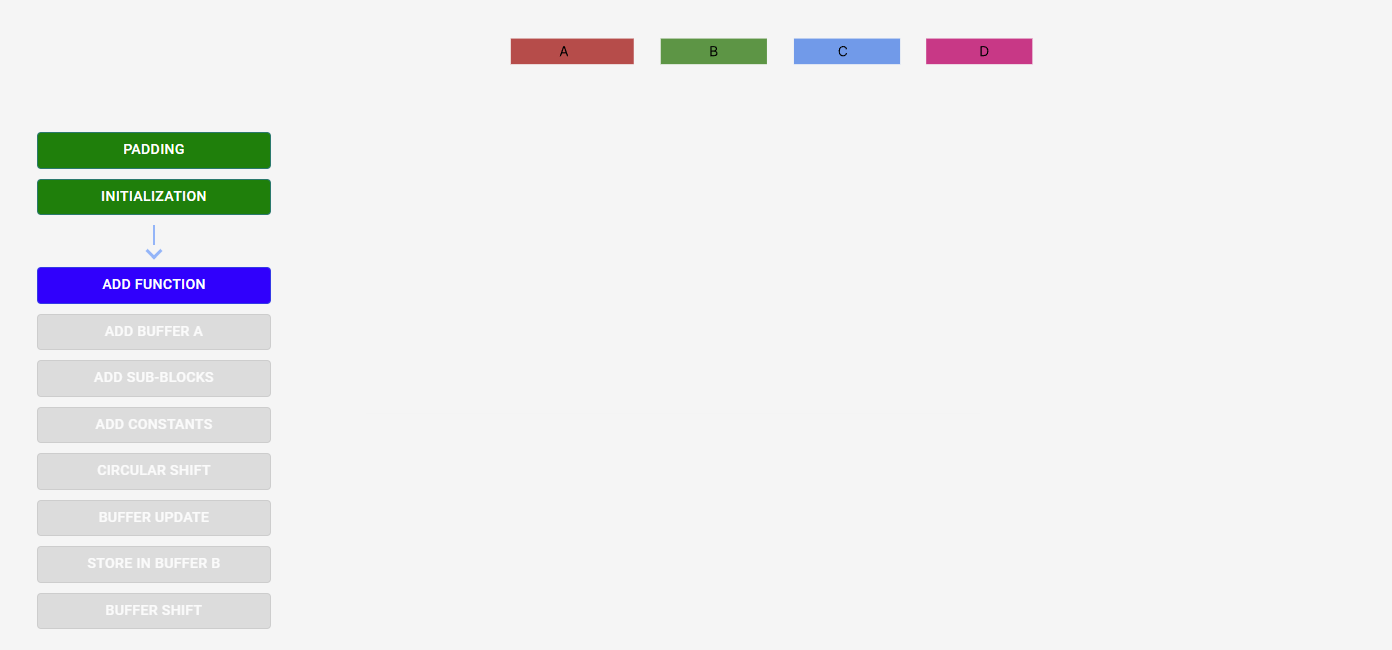 A B C D
PADDING
INITIALIZATION
ADD FUNCTION
ADD BUFFER A
ADD SUB-BLOCKS
ADD CONSTANTS
CIRCULAR SHIFT
BUFFER UPDATE
STORE IN BUFFER B
BUFFER SHIFT